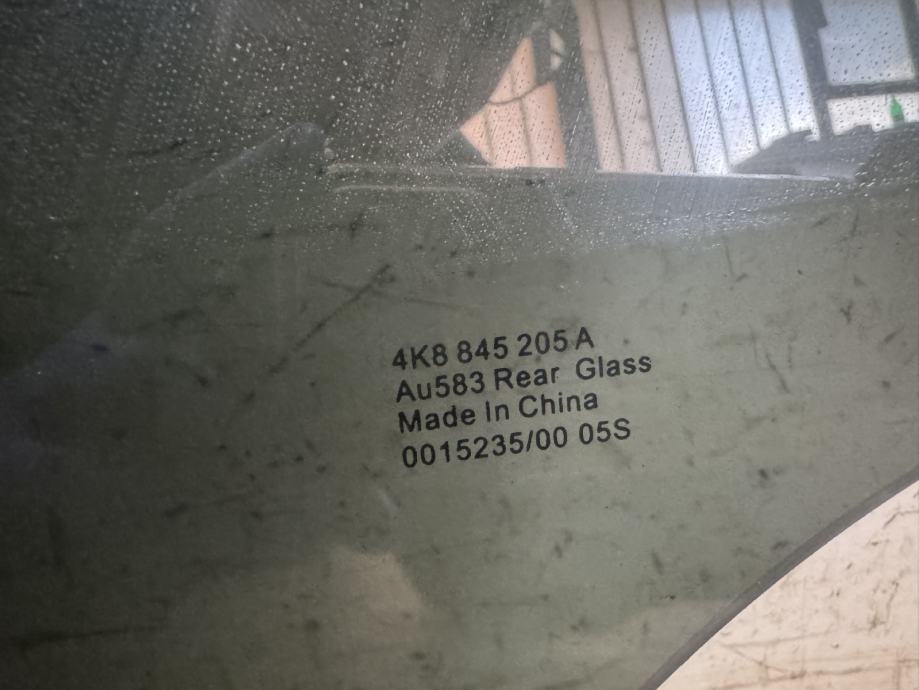 4K8 845 205 A
Au583 Rear Glass
Made In China
0015235/00 05S